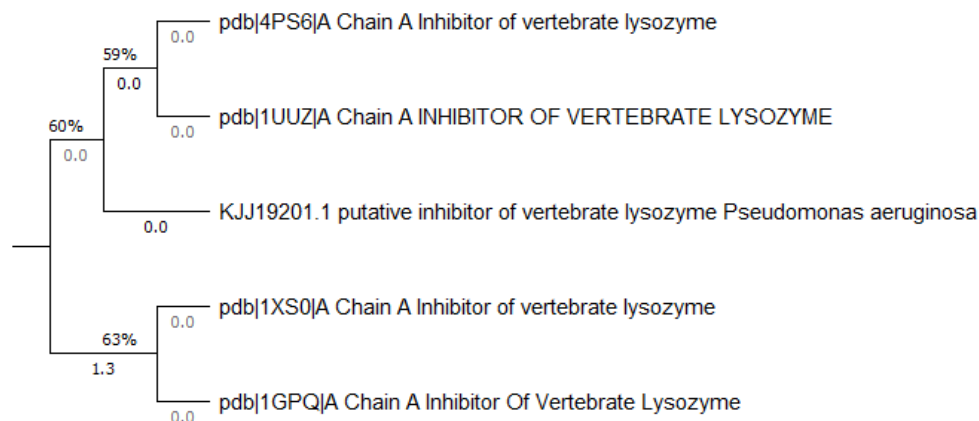 pdb|4PS6|A Chain A Inhibitor of vertebrate lysozyme
0.0
59%
0.0
pdb|1UUZ|A Chain A INHIBITOR OF VERTEBRATE LYSOZYME
0.0
60%
0.0
KJJ19201.1 putative inhibitor of vertebrate lysozyme Pseudomonas aeruginosa
0.0
pdb|1XS0|A Chain A Inhibitor of vertebrate lysozyme
0.0
63%
1.3
pdb|1GPQ|A Chain A Inhibitor Of Vertebrate Lysozyme
0.0